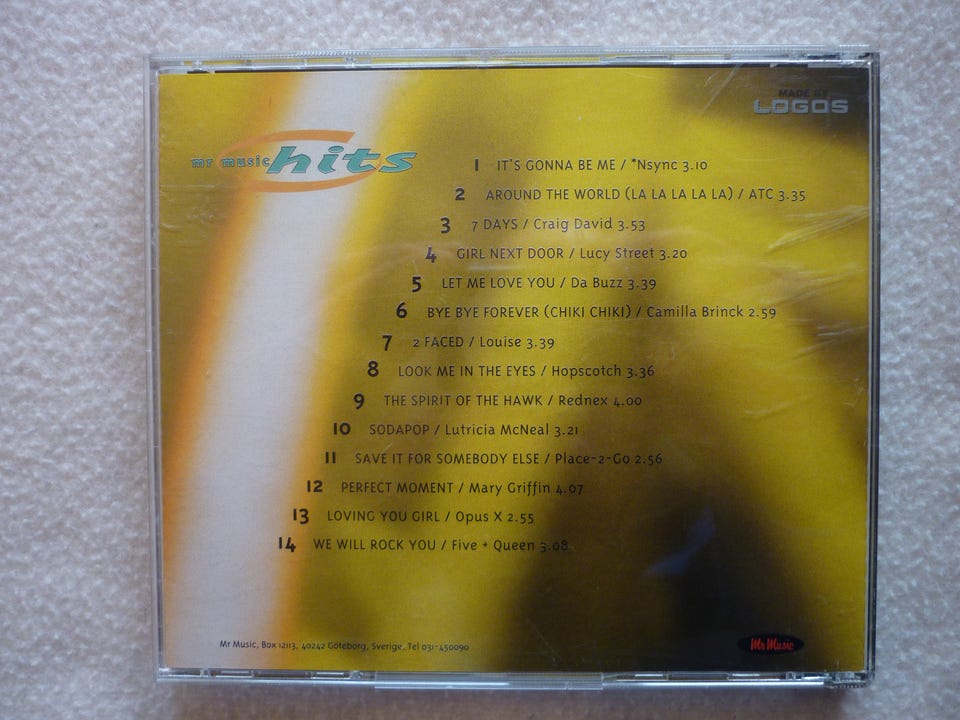 MADE BY
LOGOS
mr music hits
1 IT'S GONNA BE ME / *Nsync 3.10
2 AROUND THE WORLD (LA LA LA LA LA) / ATC 3.35
3 7 DAYS / Craig David 3.53
4 GIRL NEXT DOOR / Lucy Street 3.20
5 LET ME LOVE YOU / Da Buzz 3.39
6 BYE BYE FOREVER (CHIKI CHIKI) / Camilla Brinck 2.59
7 2 FACED / Louise 3.39
8 LOOK ME IN THE EYES / Hopscotch 3.36
9 THE SPIRIT OF THE HAWK / Rednex 4.00
10 SODAPOP / Lutricia McNeal 3.21
11 SAVE IT FOR SOMEBODY ELSE / Place-2-Go 2.56
12 PERFECT MOMENT / Mary Griffin 4.07
13 LOVING YOU GIRL / Opus X 2.55
14 WE WILL ROCK YOU / Five + Queen 3.08
Mr Music, Box 12113, 40242 Göteborg, Sverige, Tel 031-450090
Mr Music